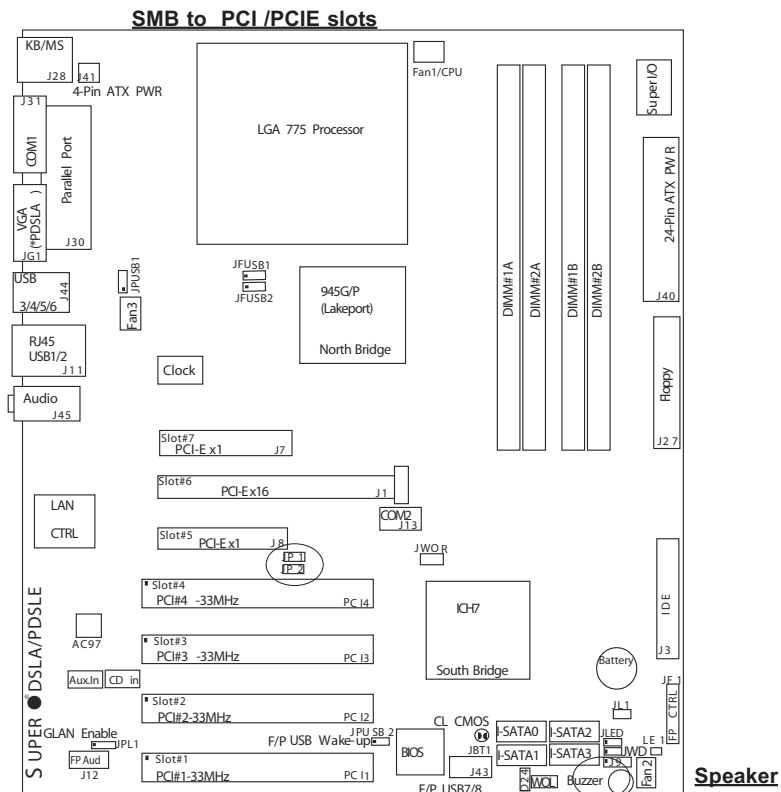 SMB to PCI /PCIE slots
KB/MS
J28
J41
4-Pin ATX PWR
Fan1/CPU
Super I/O
J31
COM1
Parallel Port
J30
VGA
(*PDSLA )
JG1
LGA 775 Processor
24-Pin ATX PWR
J40
USB
3/4/5/6
J44
JPUSB1
Fan3
JFUSB1
JFUSB2
945G/P
(Lakeport)
North Bridge
DIMM#1A
DIMM#2A
DIMM#1B
DIMM#2B
RJ45
USB1/2
J11
Clock
Floppy
J27
Audio
J45
Slot#7
PCI-E x1
J7
Slot#6
PCI-Ex16
J1
COM2
J13
LAN
CTRL
Slot#5
PCI-E x1
J8
JP 1
JP 2
JWOR
Slot#4
PCI#4 -33MHz
PCI4
ICH7
South Bridge
IDE
J3
SUPER ® DSLA/PDSLE
AC97
Slot#3
PCI#3 -33MHz
PCI3
Battery
Aux.In
CD in
JF1
FP CTRL
Slot#2
PCI#2-33MHz
PCI2
JL1
GLAN Enable
JPL1
F/P USB Wake-up
JPUSB2
CL CMOS
BIOS
JBT1
J43
F/P USB7/8
I-SATA0
I-SATA2
I-SATA1
I-SATA3
JLED
JWD
J9
LE1
FP Aud
J12
Slot#1
PCI#1-33MHz
PCI1
D24
WOL
Buzzer
Fan2
Speaker